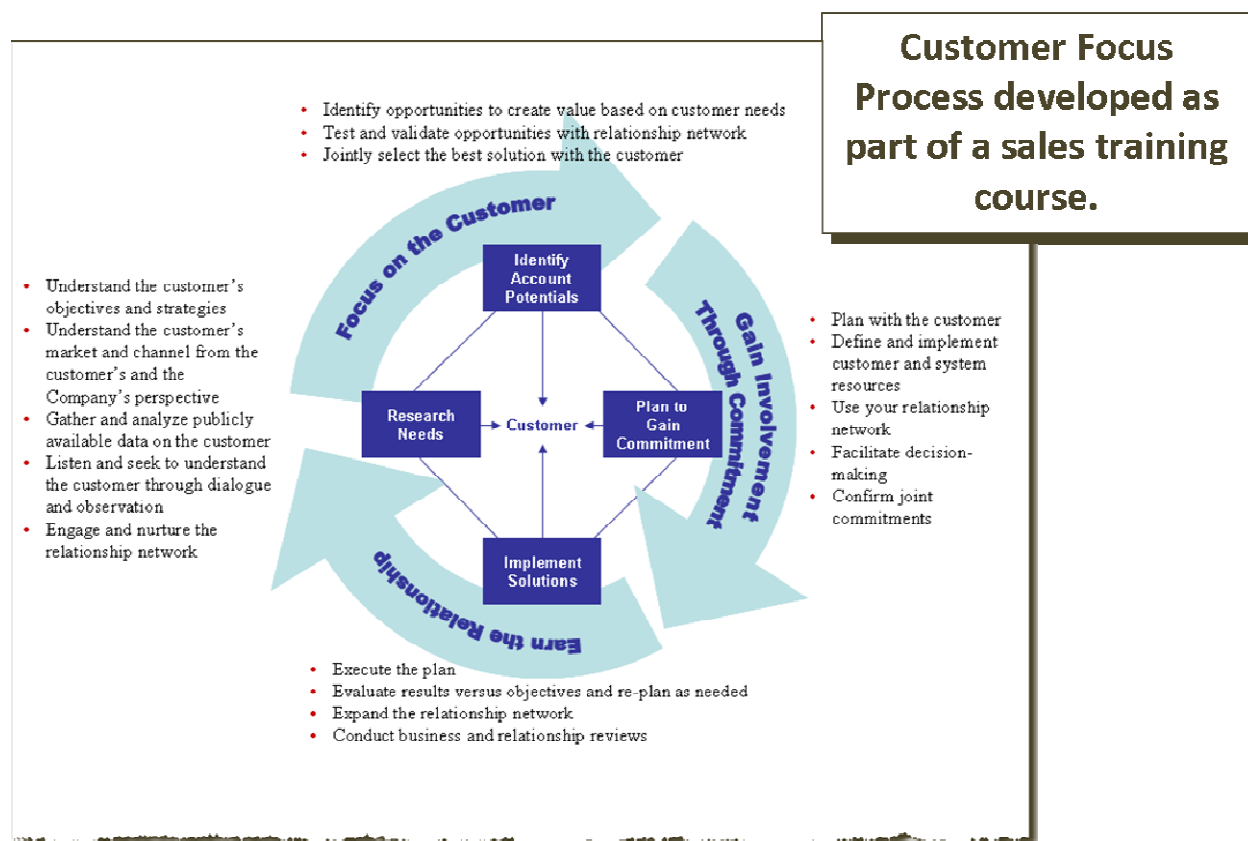 Customer Focus
Process developed as
part of a sales training
course.
• Identify opportunities to create value based on customer needs
• Test and validate opportunities with relationship network
• Jointly select the best solution with the customer
Focus on the Customer
Identify
Account
Potentials
Gain Involvement
Through Commitment
• Understand the customer's
objectives and strategies
• Understand the customer's
market and channel from the
customer's and the
Company's perspective
• Gather and analyze publicly
available data on the customer
• Listen and seek to understand
the customer through dialogue
and observation
• Engage and nurture the
relationship network
Research
Needs
Customer
Plan to
Gain
Commitment
• Plan with the customer
• Define and implement
customer and system
resources
• Use your relationship
network
• Facilitate decision-
making
• Confirm joint
commitments
Implement
Solutions
Earn the Relationship
• Execute the plan
• Evaluate results versus objectives and re-plan as needed
• Expand the relationship network
• Conduct business and relationship reviews